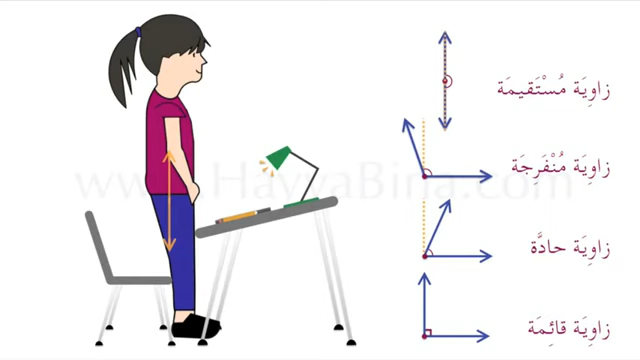 زاوِيَة مُسْتَقيمَة
زاوِيَة مُنْفَرِجَة
www.HayyaBina.com
زاوِيَة حادَّة
زاوِيَة قائِمَة